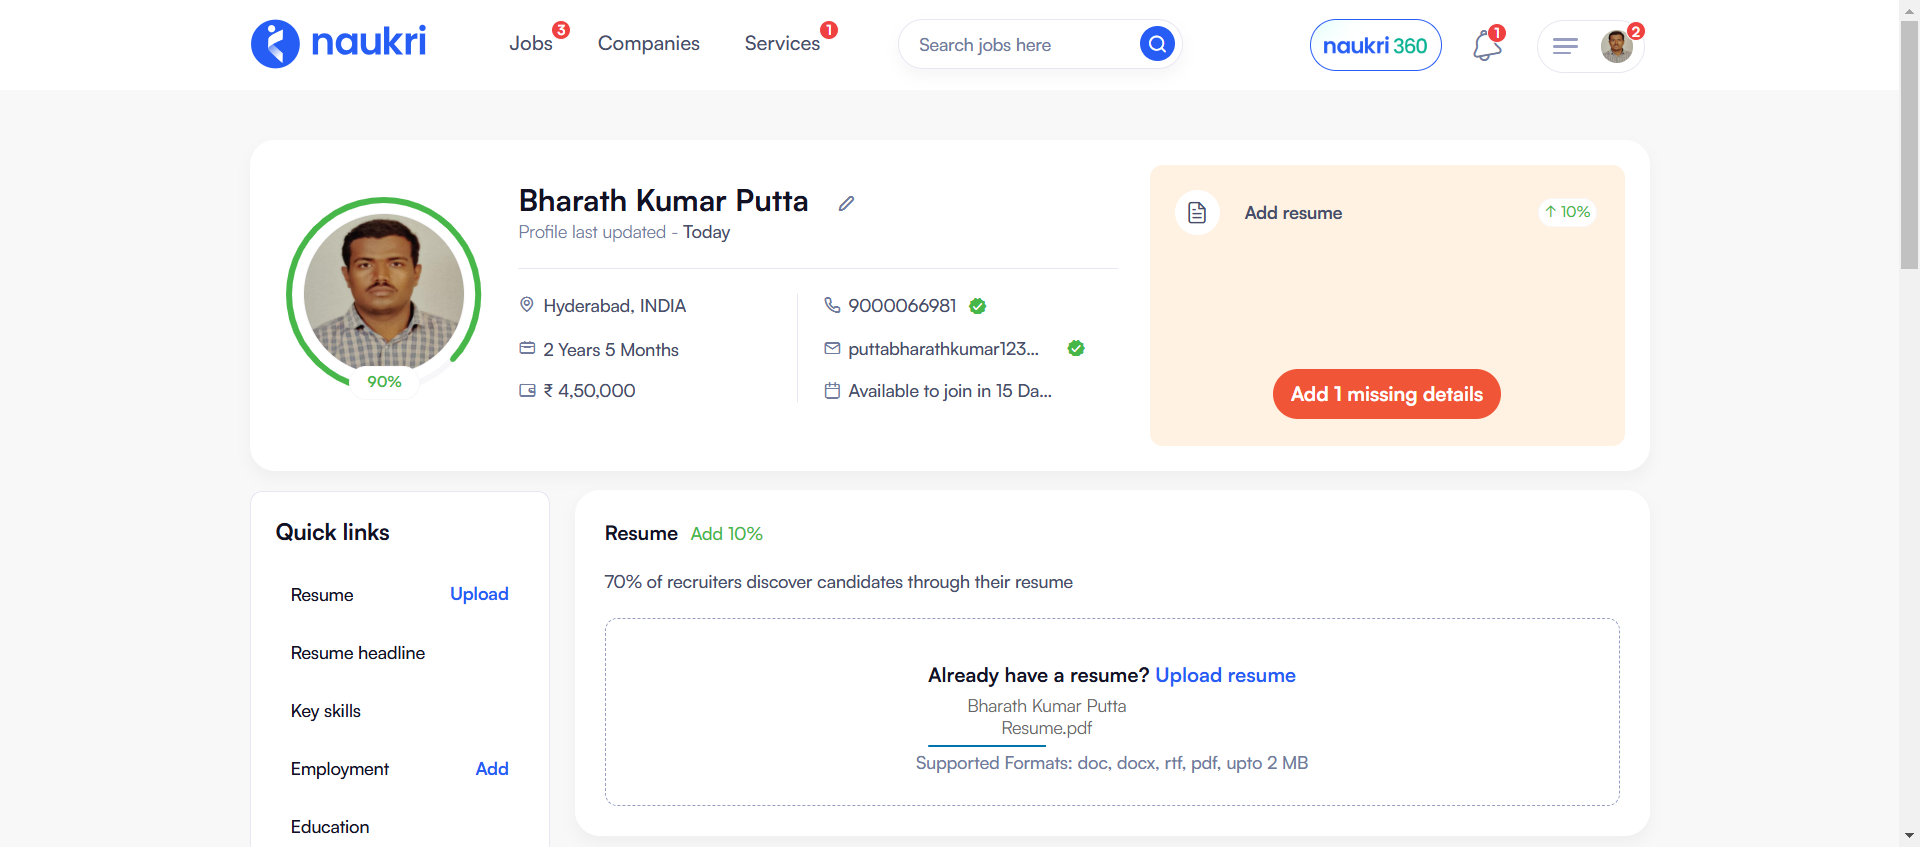 naukri
Jobs 3
Companies
Services 1
Search jobs here
naukri 360
1
2
Bharath Kumar Putta
Profile last updated - Today
Hyderabad, INDIA
2 Years 5 Months
₹ 4,50,000
9000066981
puttabharathkumar123...
Available to join in 15 Da...
90%
Add resume
↑ 10%
Add 1 missing details
Quick links
Resume Upload
Resume headline
Key skills
Employment Add
Education
Resume Add 10%
70% of recruiters discover candidates through their resume
Already have a resume? Upload resume
Bharath Kumar Putta
Resume.pdf
Supported Formats: doc, docx, rtf, pdf, upto 2 MB